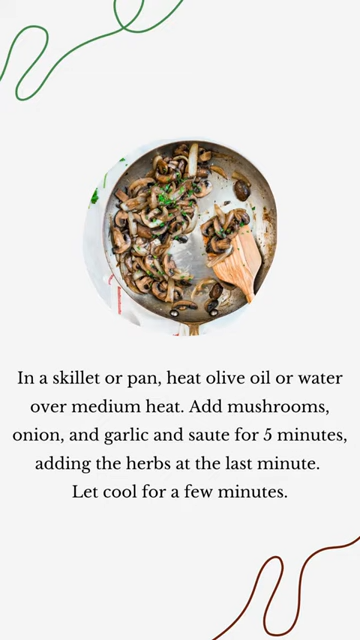 In a skillet or pan, heat olive oil or water
over medium heat. Add mushrooms,
onion, and garlic and saute for 5 minutes,
adding the herbs at the last minute.
Let cool for a few minutes.